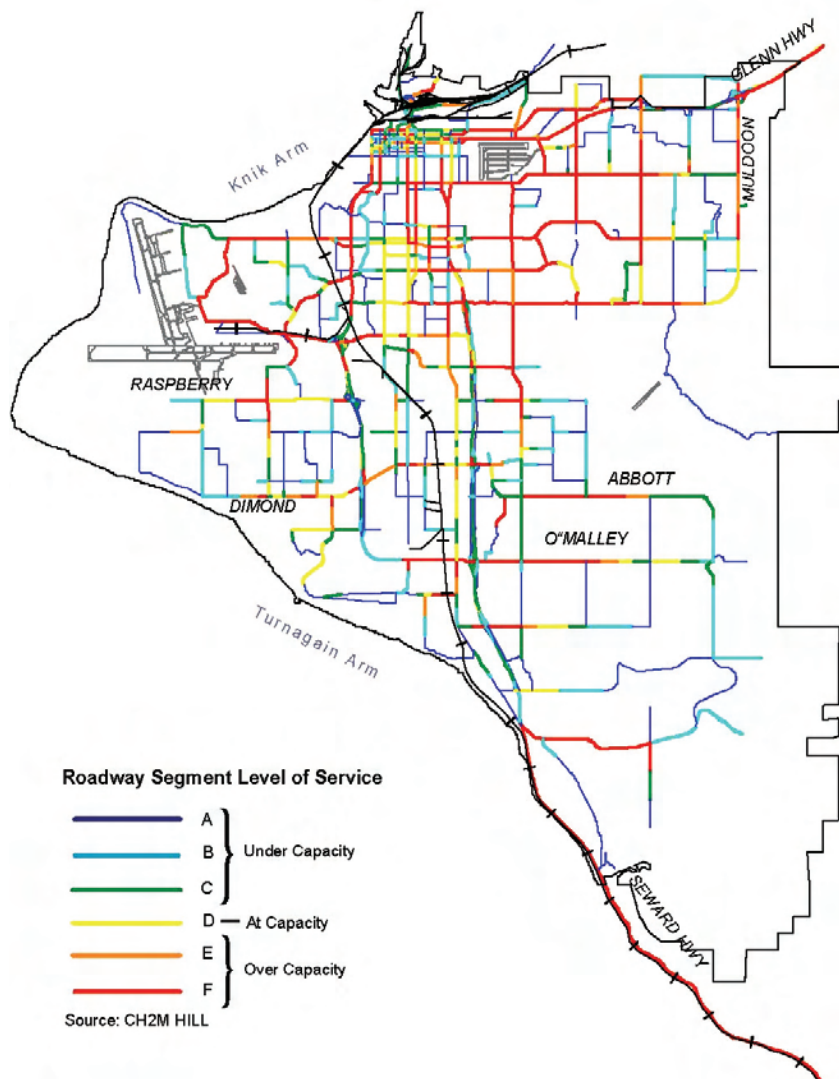 GLENN HWY
MULDOON
Knik Arm
RASPBERRY
ABBOTT
DIMOND
O"MALLEY
Turnagain Arm
SEWARD HWY
Roadway Segment Level of Service
A
B
Under Capacity
C
D
At Capacity
E
Over Capacity
F
Source: CH2M HILL